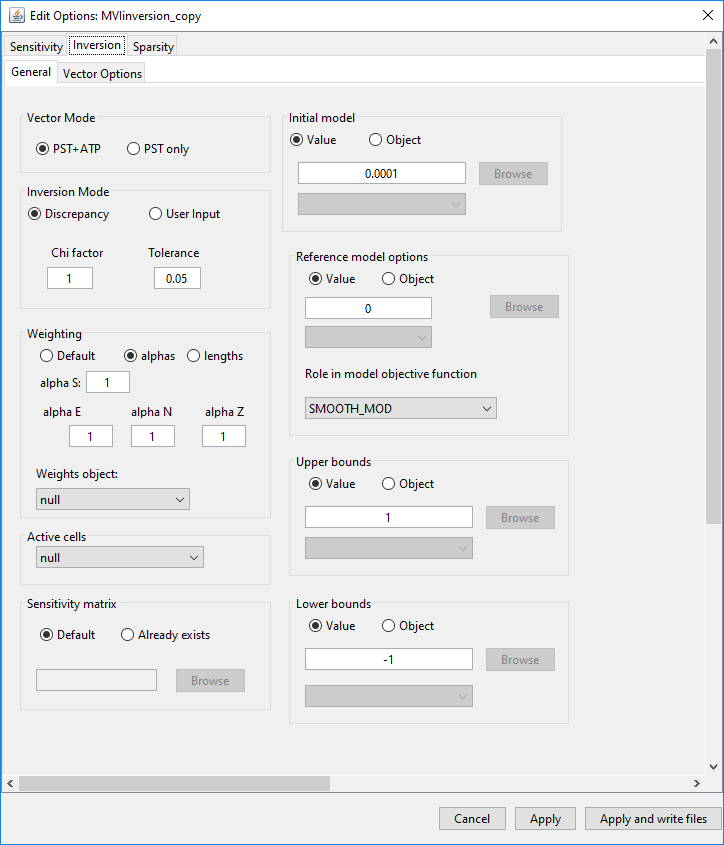 Edit Options: MVIinversion_copy
Sensitivity Inversion Sparsity
General Vector Options
Vector Mode
PST+ATP PST only
Inversion Mode
Discrepancy User Input
Chi factor Tolerance
1 0.05
Weighting
Default alphas lengths
alpha S: 1
alpha E alpha N alpha Z
1 1 1
Weights object:
null
Active cells
null
Sensitivity matrix
Default Already exists
Browse
Initial model
Value Object
0.0001 Browse
Reference model options
Value Object
0 Browse
Role in model objective function
SMOOTH_MOD
Upper bounds
Value Object
1 Browse
Lower bounds
Value Object
-1 Browse
Cancel Apply Apply and write files